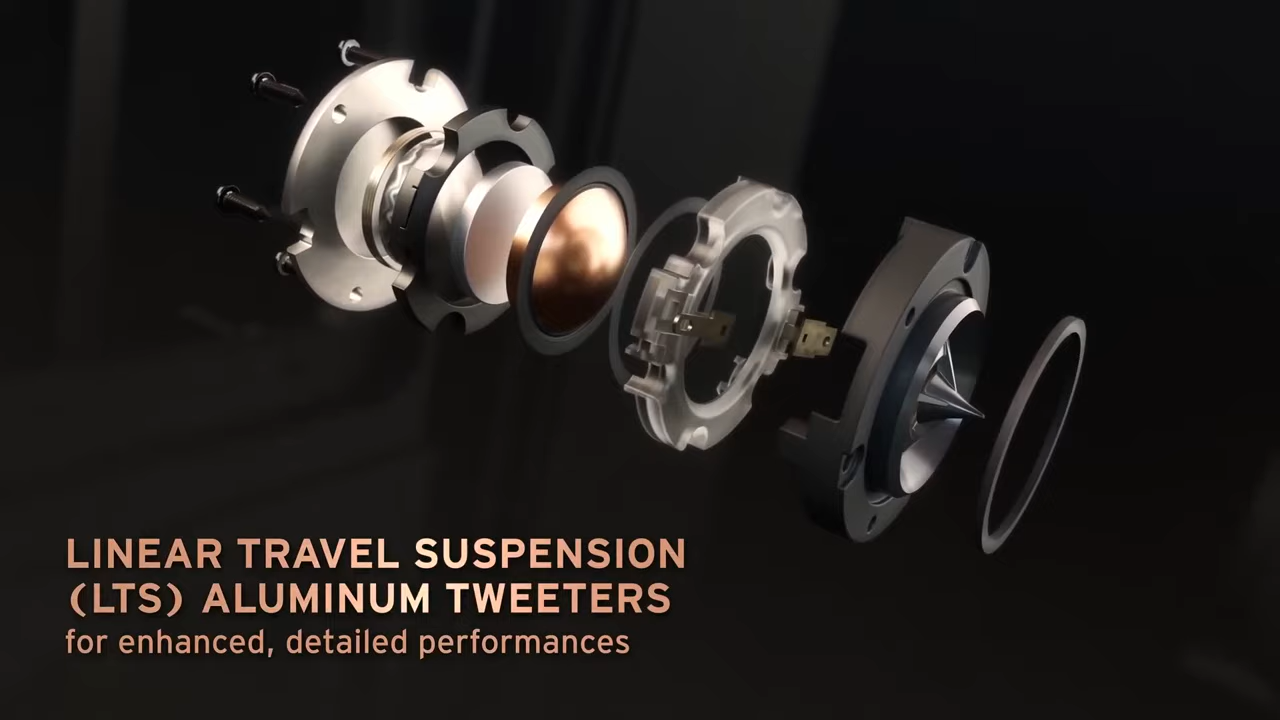 LINEAR TRAVEL SUSPENSION
(LTS) ALUMINUM TWEETERS
for enhanced, detailed performances